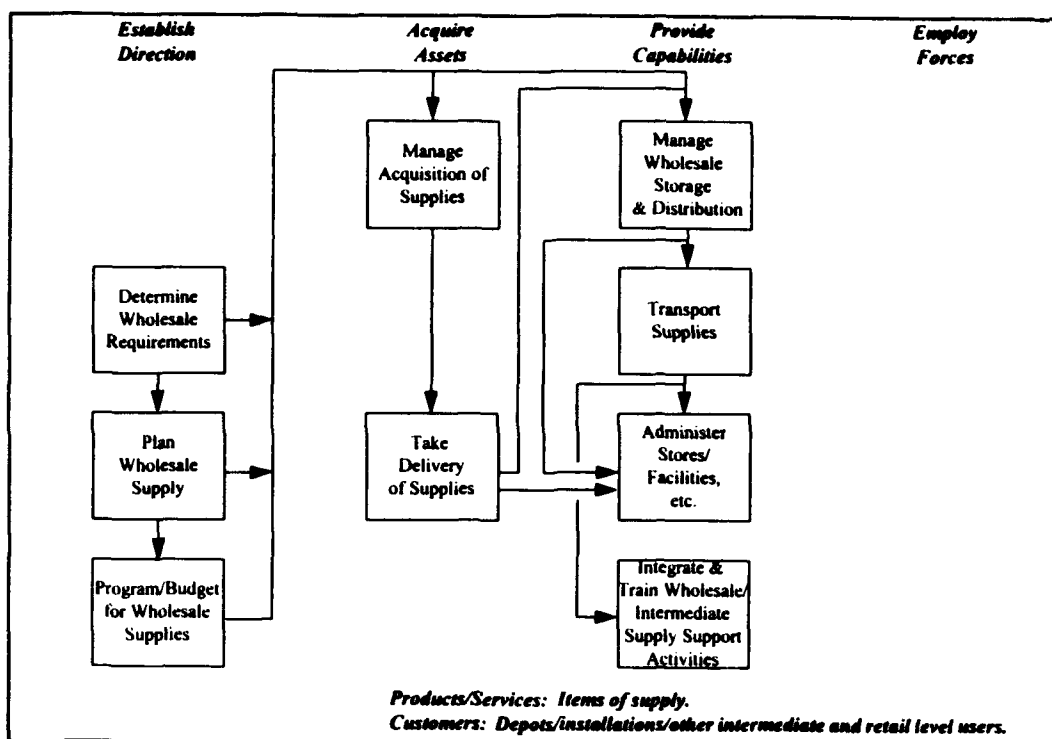 Establish
Direction
Acquire
Assets
Provide
Capabilities
Employ
Forces
Determine
Wholesale
Requirements
Plan
Wholesale
Supply
Program/Budget
for Wholesale
Supplies
Manage
Acquisition of
Supplies
Take
Delivery
of Supplies
Manage
Wholesale
Storage
& Distribution
Transport
Supplies
Administer
Stores/
Facilities,
etc.
Integrate &
Train Wholesale/
Intermediate
Supply Support
Activities
Products/Services: Items of supply.
Customers: Depots/installations/other intermediate and retail level users.